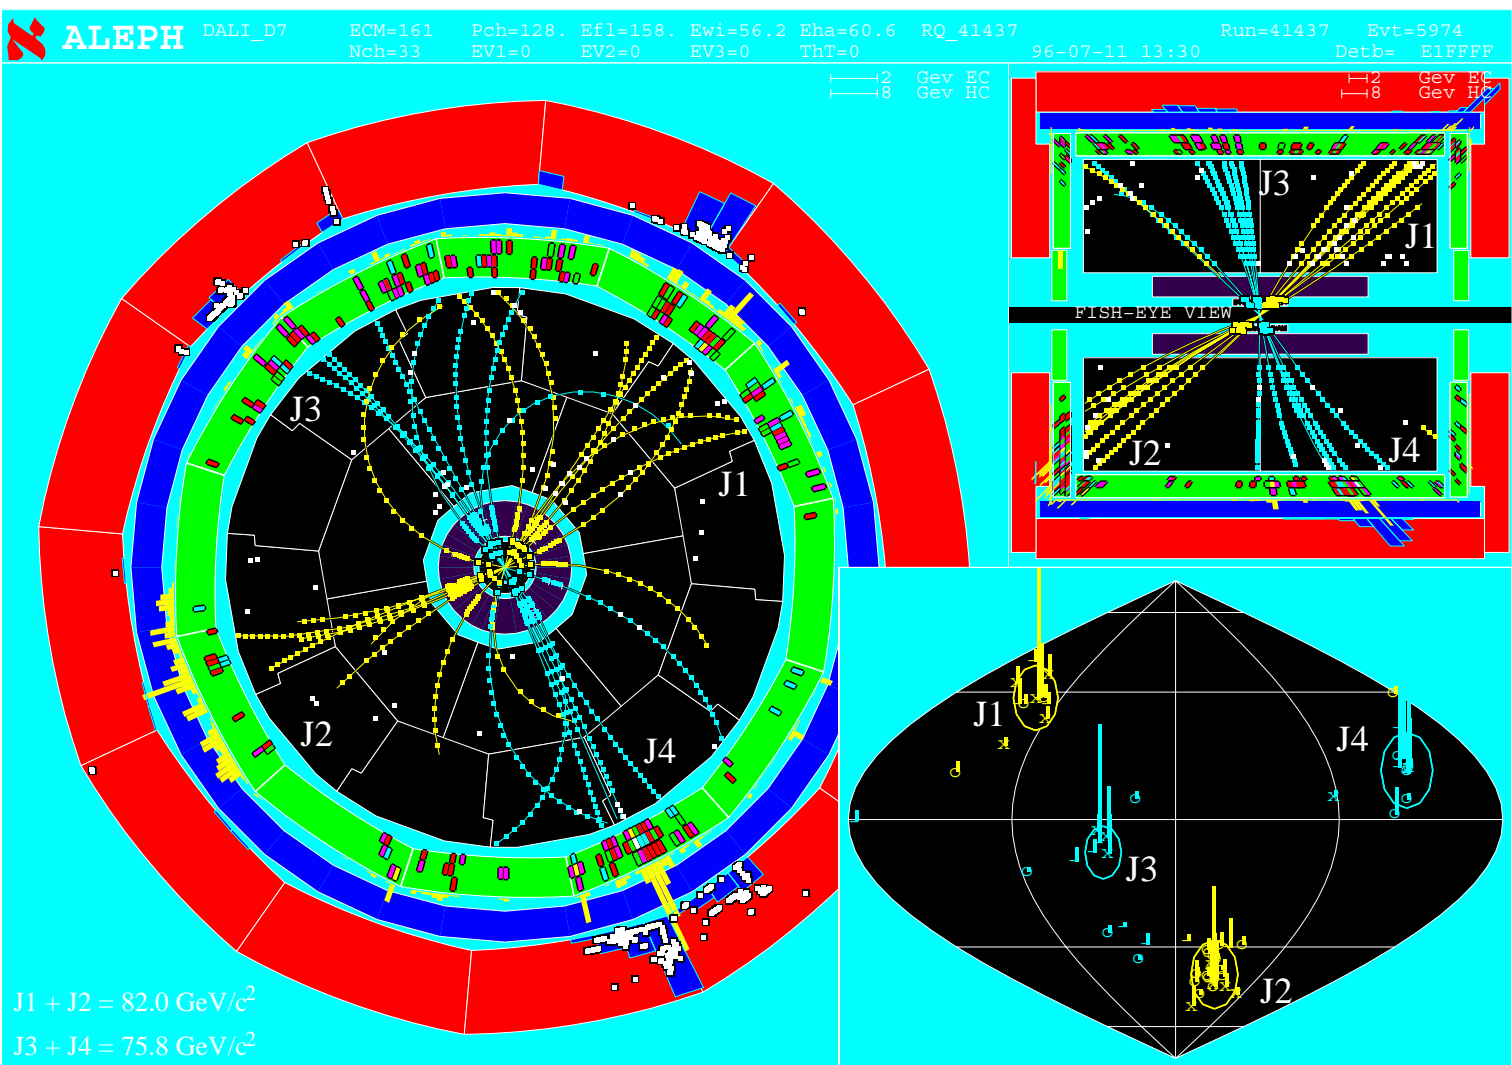 ALEPH DALI_D7 ECM=161 Pch=128. Efl=158. Ewi=56.2 Eha=60.6 RQ_41437 Run=41437 Evt=5974
Nch=33 EV1=0 EV2=0 EV3=0 ThT=0 96-07-11 13:30 Detb= E1FFFF
2 Gev EC
8 Gev HC
2 Gev EC
8 Gev HC
J3
J1
FISH-EYE VIEW
J2
J4
J3
J1
J2
J4
J1
J4
J3
J2
J1 + J2 = 82.0 GeV/c²
J3 + J4 = 75.8 GeV/c²